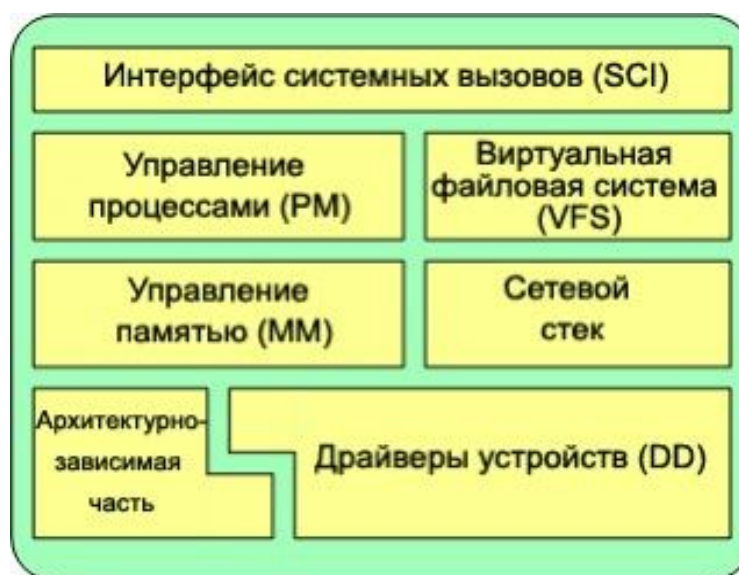 Интерфейс системных вызовов (SCI)
Управление
процессами (PM)
Виртуальная
файловая система
(VFS)
Управление
памятью (MM)
Сетевой
стек
Архитектурно-
зависимая
часть
Драйверы устройств (DD)